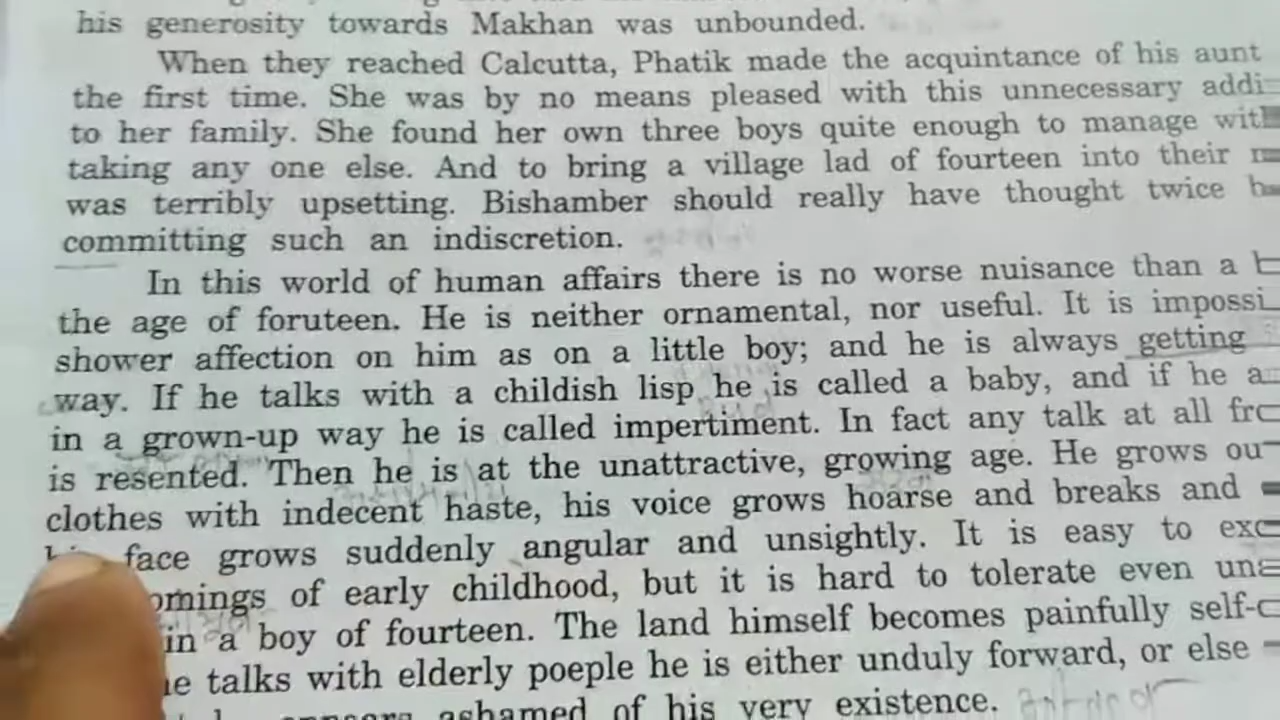 his generosity towards Makhan was unbounded.
When they reached Calcutta, Phatik made the acquintance of his aunt
the first time. She was by no means pleased with this unnecessary addi
to her family. She found her own three boys quite enough to manage with
taking any one else. And to bring a village lad of fourteen into their
was terribly upsetting. Bishamber should really have thought twice
committing such an indiscretion.
In this world of human affairs there is no worse nuisance than a
the age of foruteen. He is neither ornamental, nor useful. It is impossi
shower affection on him as on a little boy; and he is always getting
way. If he talks with a childish lisp he is called a baby, and if he
in a grown-up way he is called impertiment. In fact any talk at all
is resented. Then he is at the unattractive, growing age. He grows ou
clothes with indecent haste, his voice grows hoarse and breaks and
face grows suddenly angular and unsightly. It is easy to exc
omings of early childhood, but it is hard to tolerate even una
in a boy of fourteen. The land himself becomes painfully self-c
talks with elderly poeple he is either unduly forward, or else
ashamed of his very existence.